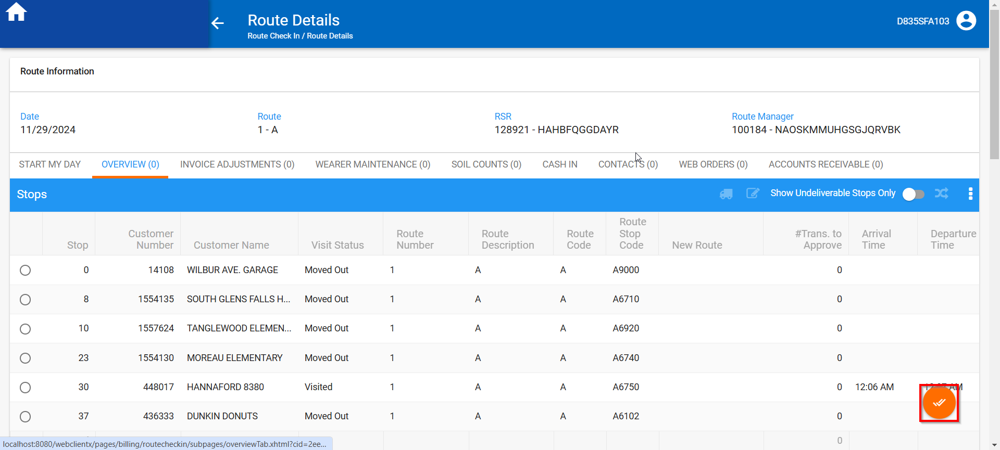 Route Details
Route Check In / Route Details
D835SFA103
Route Information
Date
11/29/2024
Route
1 - A
RSR
128921 - HAHBFQGGDAYR
Route Manager
100184 - NAOSKMMUHGSGJQRVBK
START MY DAY OVERVIEW (0) INVOICE ADJUSTMENTS (0) WEARER MAINTENANCE (0) SOIL COUNTS (0) CASH IN CONTACTS (0) WEB ORDERS (0) ACCOUNTS RECEIVABLE (0)
Stops Show Undeliverable Stops Only
Stop
Customer
Number
Customer Name
Visit Status
Route
Number
Route
Description
Route
Code
Route
Stop
Code
New Route
#Trans. to
Approve
Arrival
Time
Departure
Time
0 14108 WILBUR AVE. GARAGE Moved Out 1 A A A9000 0
8 1554135 SOUTH GLENS FALLS H... Moved Out 1 A A A6710 0
10 1557624 TANGLEWOOD ELEMEN... Moved Out 1 A A A6920 0
23 1554130 MOREAU ELEMENTARY Moved Out 1 A A A6740 0
30 448017 HANNAFORD 8380 Visited 1 A A A6750 0 12:06 AM AM
37 436333 DUNKIN DONUTS Moved Out 1 A A A6102 0
0
localhost:8080/webclientx/pages/billing/routecheckin/subpages/overviewTab.xhtml?cid=2ee...